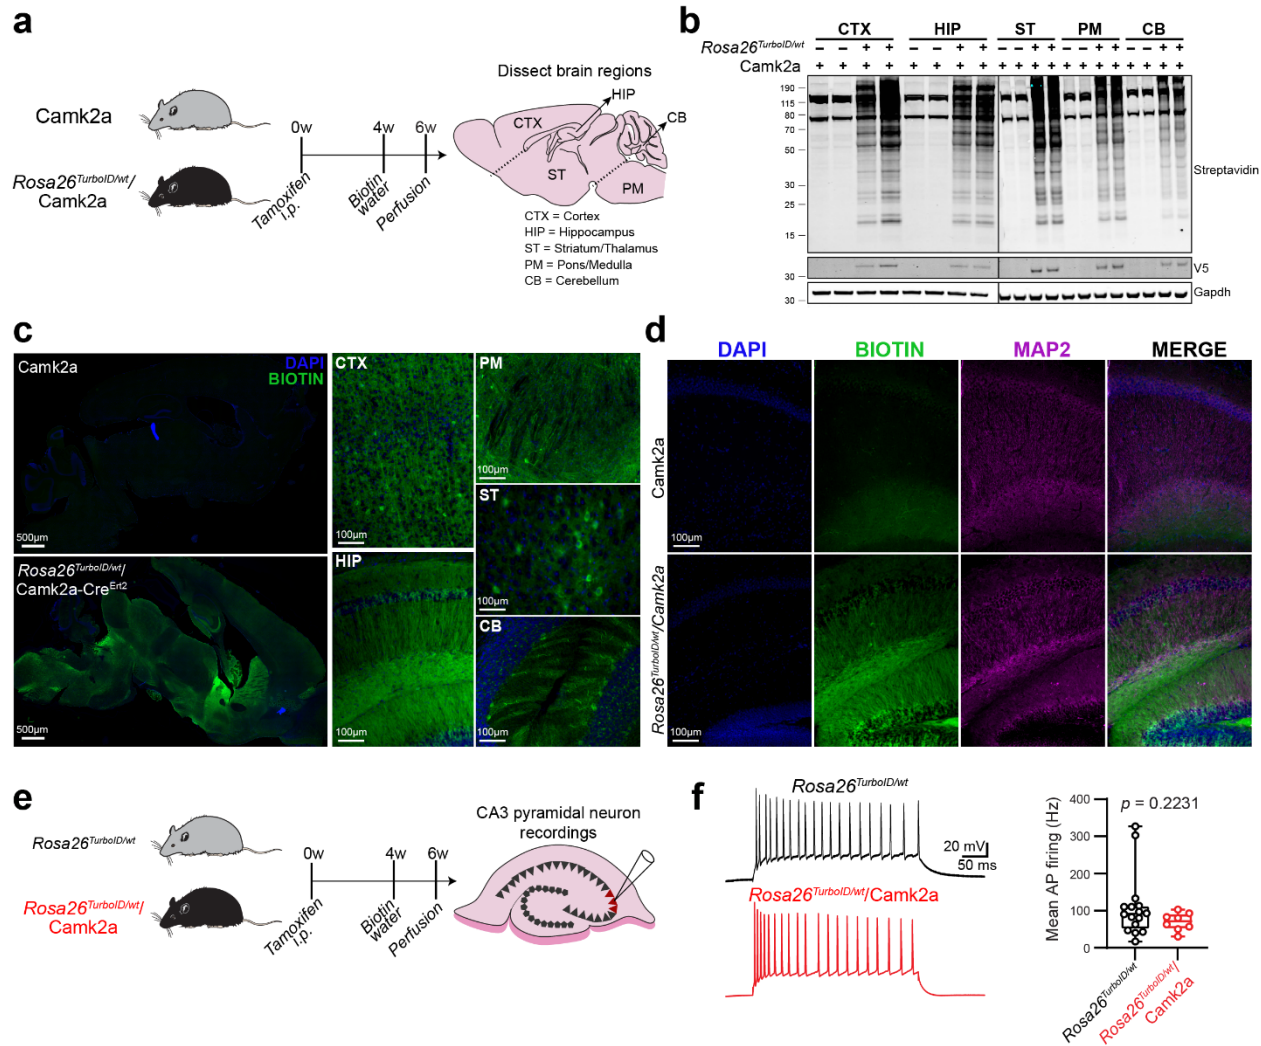 a
Camk2a
Rosa26TurboID/wt/
Camk2a
0w
4w
6w
Tamoxifen
i.p.
Biotin
water
Perfusion
Dissect brain regions
HIP
CTX
CB
ST
PM
CTX = Cortex
HIP = Hippocampus
ST = Striatum/Thalamus
PM = Pons/Medulla
CB = Cerebellum
b
CTX HIP ST PM CB
Rosa26TurboID/wt − − + + − − + + − − + + − − + + − − + +
Camk2a + + + + + + + + + + + + + + + + + + + +
190
115
80
70
50
30
25
15
Streptavidin
30
V5
30
Gapdh
c
Camk2a
DAPI
BIOTIN
500µm
Rosa26TurboID/wt/
Camk2a-CreErt2
500µm
CTX
100µm
HIP
100µm
PM
100µm
ST
100µm
CB
100µm
d
DAPI BIOTIN MAP2 MERGE
Camk2a
100µm
Rosa26TurboID/wt/Camk2a
100µm
e
Rosa26TurboID/wt
Rosa26TurboID/wt/
Camk2a
0w
4w
6w
Tamoxifen
i.p.
Biotin
water
Perfusion
CA3 pyramidal neuron
recordings
f
Rosa26TurboID/wt
20 mV
50 ms
Rosa26TurboID/wt/Camk2a
p = 0.2231
Mean AP firing (Hz)
400
300
200
100
0
Rosa26TurboID/wt
Rosa26TurboID/wt/
Camk2a